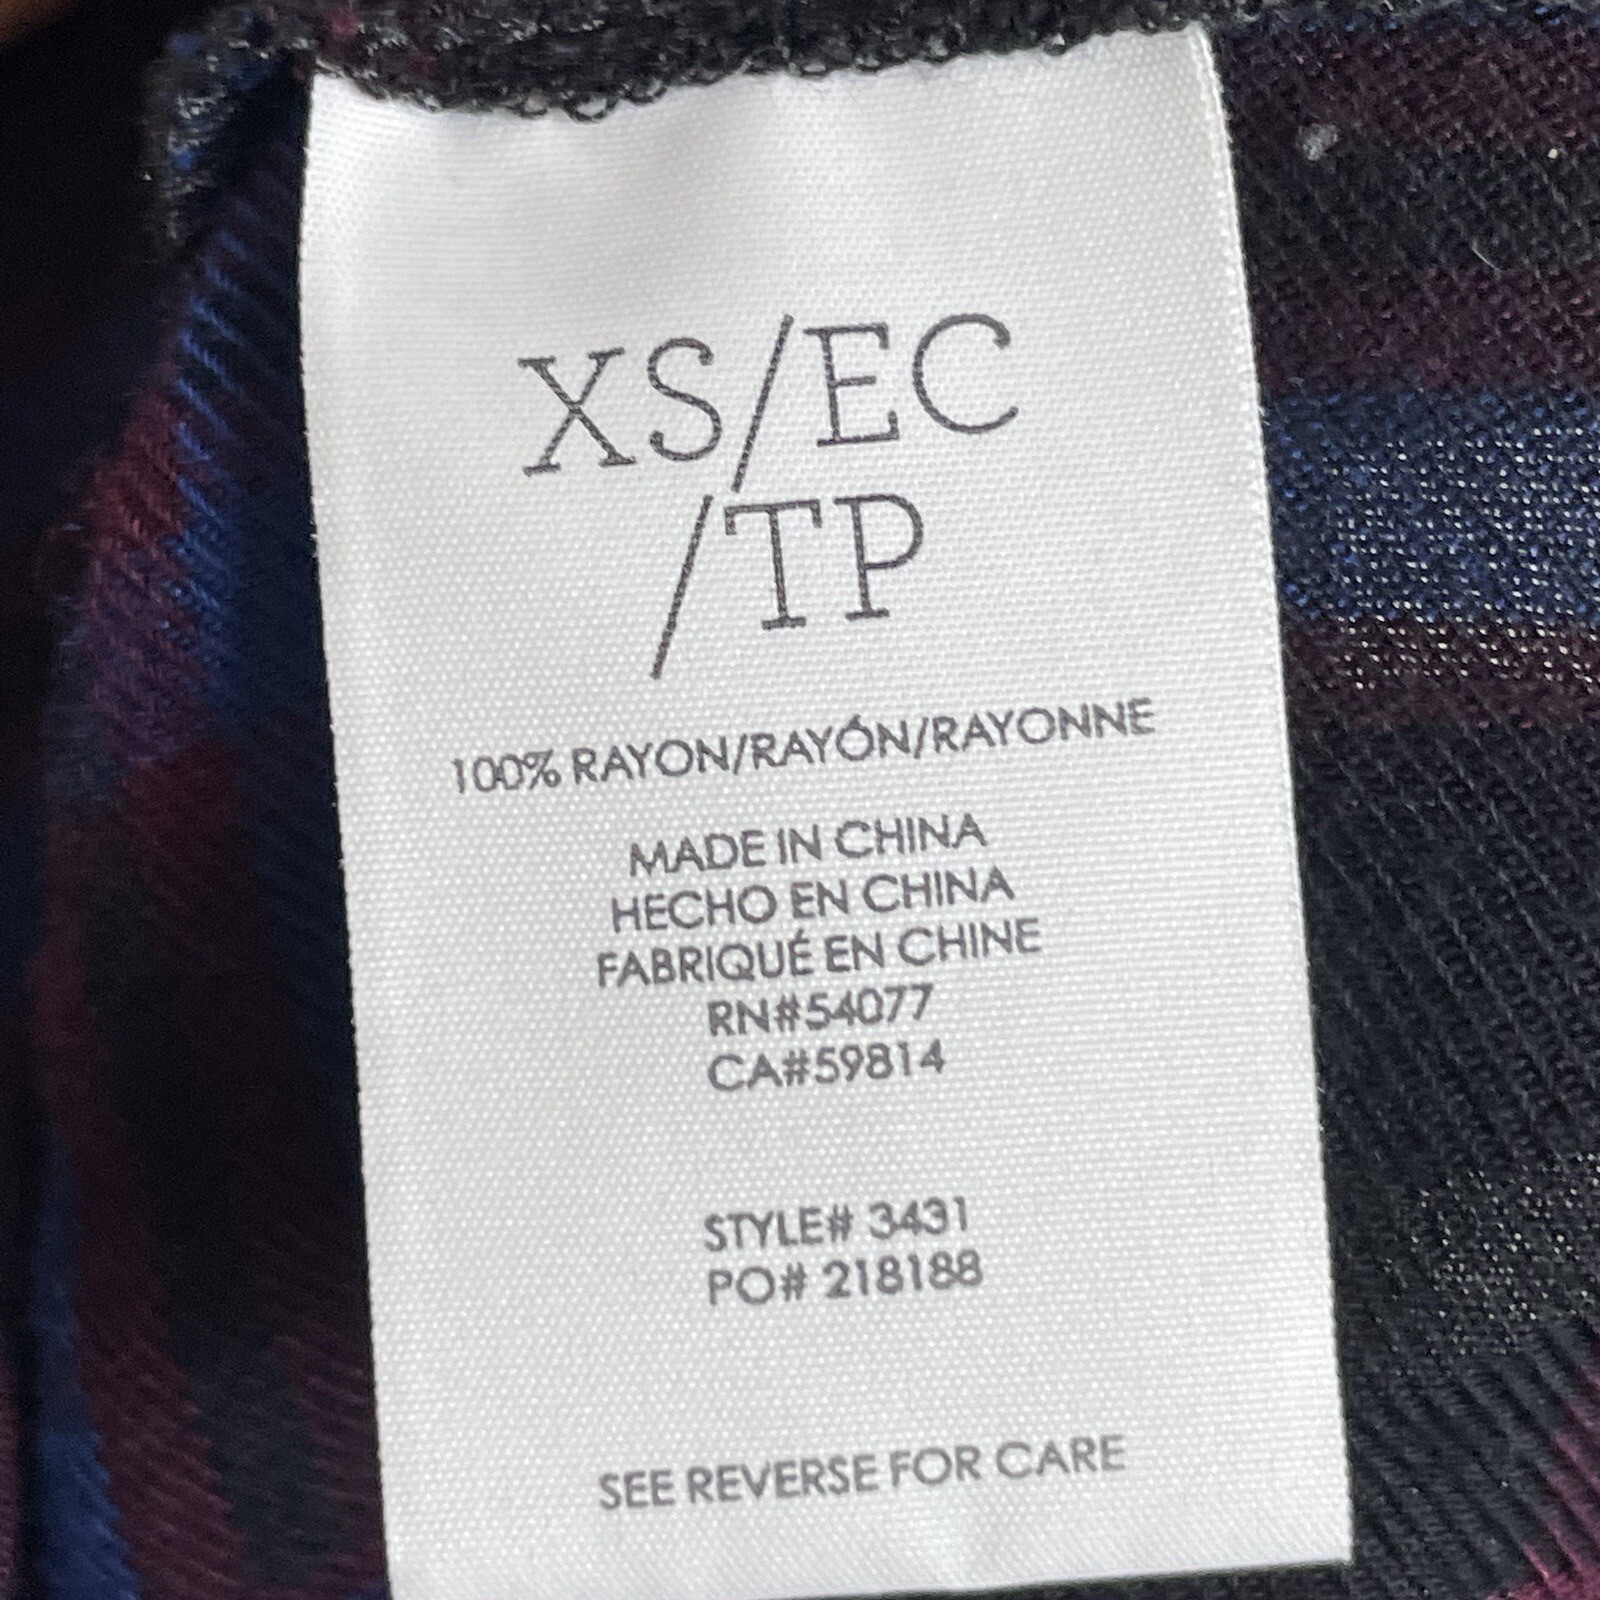 XS/EC
/TP
100% RAYON/RAYÓN/RAYONNE
MADE IN CHINA
HECHO EN CHINA
FABRIQUÉ EN CHINE
RN#54077
CA#59814
STYLE# 3431
PO# 218188
SEE REVERSE FOR CARE